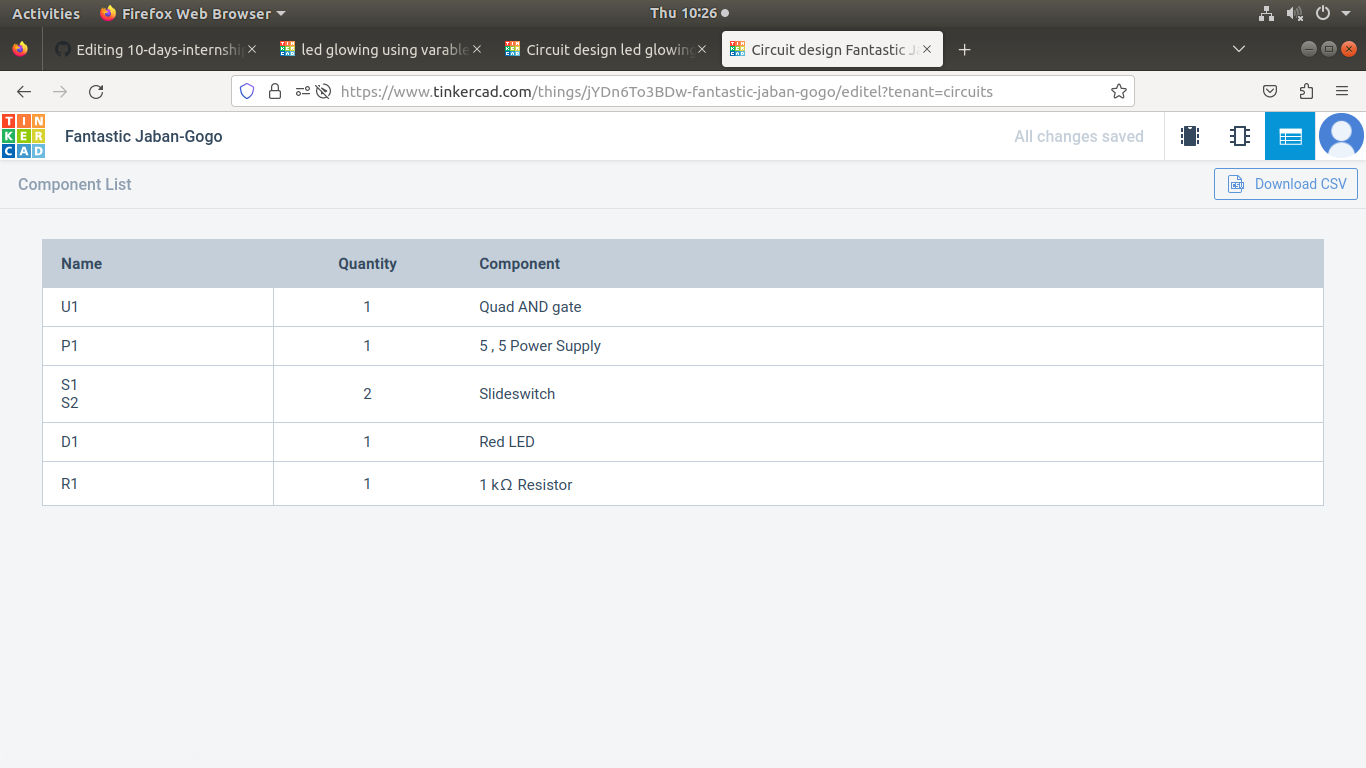 Activities Firefox Web Browser Thu 10:26
Editing 10-days-internshi led glowing using varable Circuit design led glowing Circuit design Fantastic J
https://www.tinkercad.com/things/jYDn6To3BDw-fantastic-jaban-gogo/editel?tenant=circuits
TIN
KER
CAD
Fantastic Jaban-Gogo All changes saved
Component List Download CSV
Name Quantity Component
U1 1 Quad AND gate
P1 1 5 , 5 Power Supply
S1
S2 2 Slideswitch
D1 1 Red LED
R1 1 1 kΩ Resistor